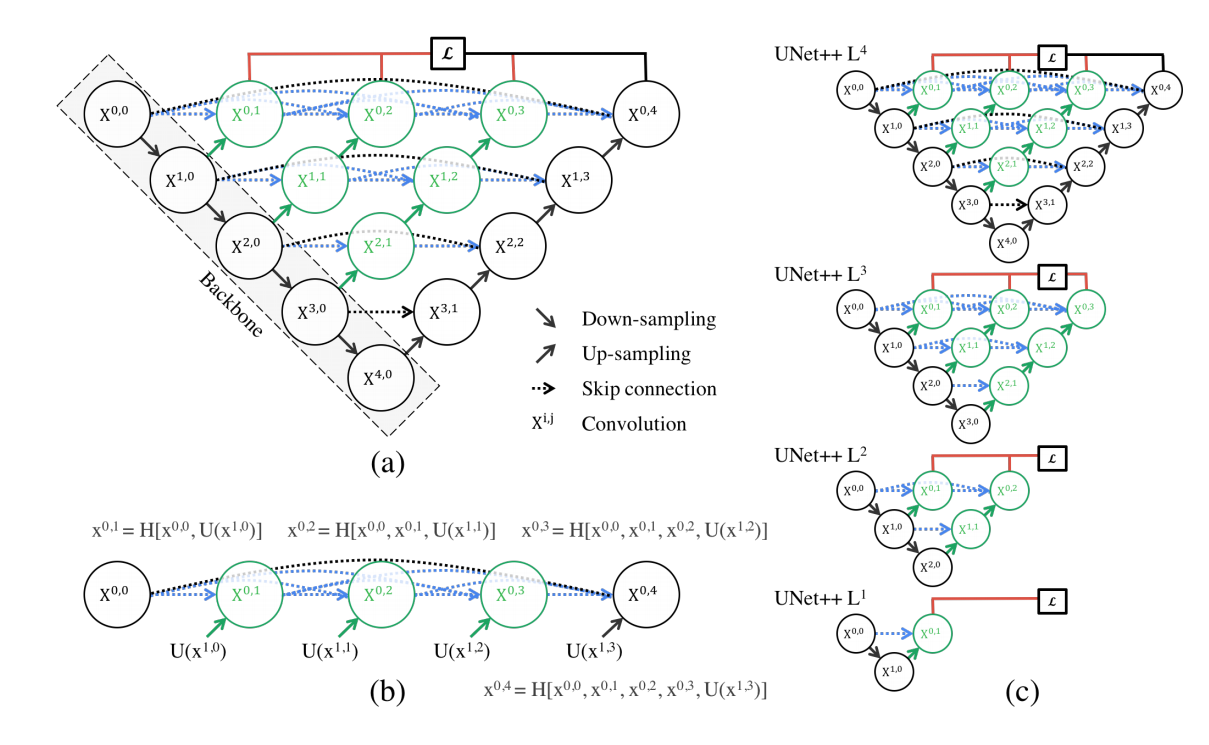 ℒ
X^{0,0} X^{0,1} X^{0,2} X^{0,3} X^{0,4}
X^{1,0} X^{1,1} X^{1,2} X^{1,3}
X^{2,0} X^{2,1} X^{2,2}
X^{3,0} X^{3,1}
X^{4,0}
Backbone
Down-sampling
Up-sampling
Skip connection
X^{i,j} Convolution
(a)
x^{0,1} = H[x^{0,0}, U(x^{1,0})] x^{0,2} = H[x^{0,0}, x^{0,1}, U(x^{1,1})] x^{0,3} = H[x^{0,0}, x^{0,1}, x^{0,2}, U(x^{1,2})]
X^{0,0} X^{0,1} X^{0,2} X^{0,3} X^{0,4}
U(x^{1,0}) U(x^{1,1}) U(x^{1,2}) U(x^{1,3})
x^{0,4} = H[x^{0,0}, x^{0,1}, x^{0,2}, x^{0,3}, U(x^{1,3})]
(b)
UNet++ L^4
ℒ
X^{0,0} X^{0,1} X^{0,2} X^{0,3} X^{0,4}
X^{1,0} X^{1,1} X^{1,2} X^{1,3}
X^{2,0} X^{2,1} X^{2,2}
X^{3,0} X^{3,1}
X^{4,0}
UNet++ L^3
ℒ
X^{0,0} X^{0,1} X^{0,2} X^{0,3}
X^{1,0} X^{1,1} X^{1,2}
X^{2,0} X^{2,1}
X^{3,0}
UNet++ L^2
ℒ
X^{0,0} X^{0,1} X^{0,2}
X^{1,0} X^{1,1}
X^{2,0}
UNet++ L^1
ℒ
X^{0,0} X^{0,1}
X^{1,0}
(c)